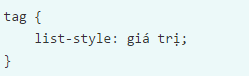 tag {
    list-style: giá trị;
}